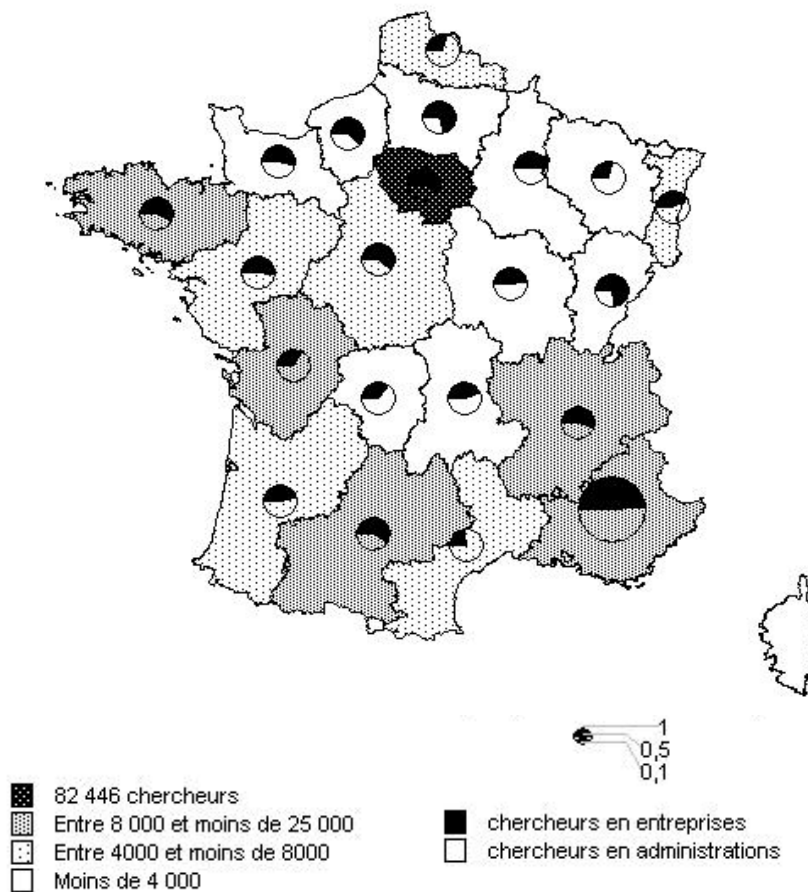 1
0,5
0,1
82 446 chercheurs
Entre 8 000 et moins de 25 000
Entre 4000 et moins de 8000
Moins de 4 000
chercheurs en entreprises
chercheurs en administrations